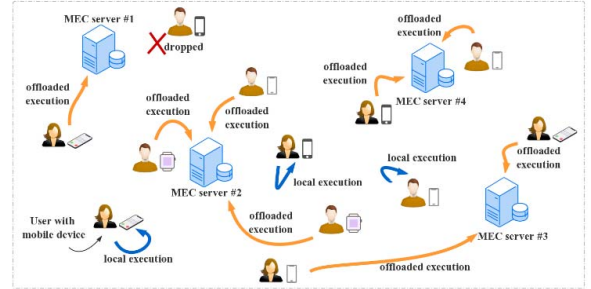 MEC server #1
dropped
offloaded
execution
offloaded
execution
offloaded
execution
MEC server #4
offloaded
execution
offloaded
execution
offloaded
execution
MEC server #2
local execution
local execution
offloaded
execution
offloaded
execution
MEC server #3
User with
mobile device
local execution
offloaded execution